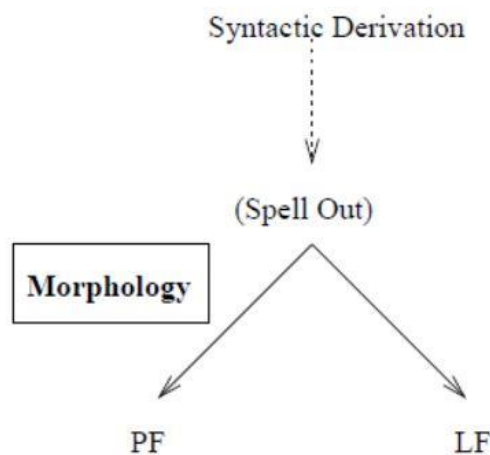 Syntactic Derivation
(Spell Out)
Morphology
PF
LF